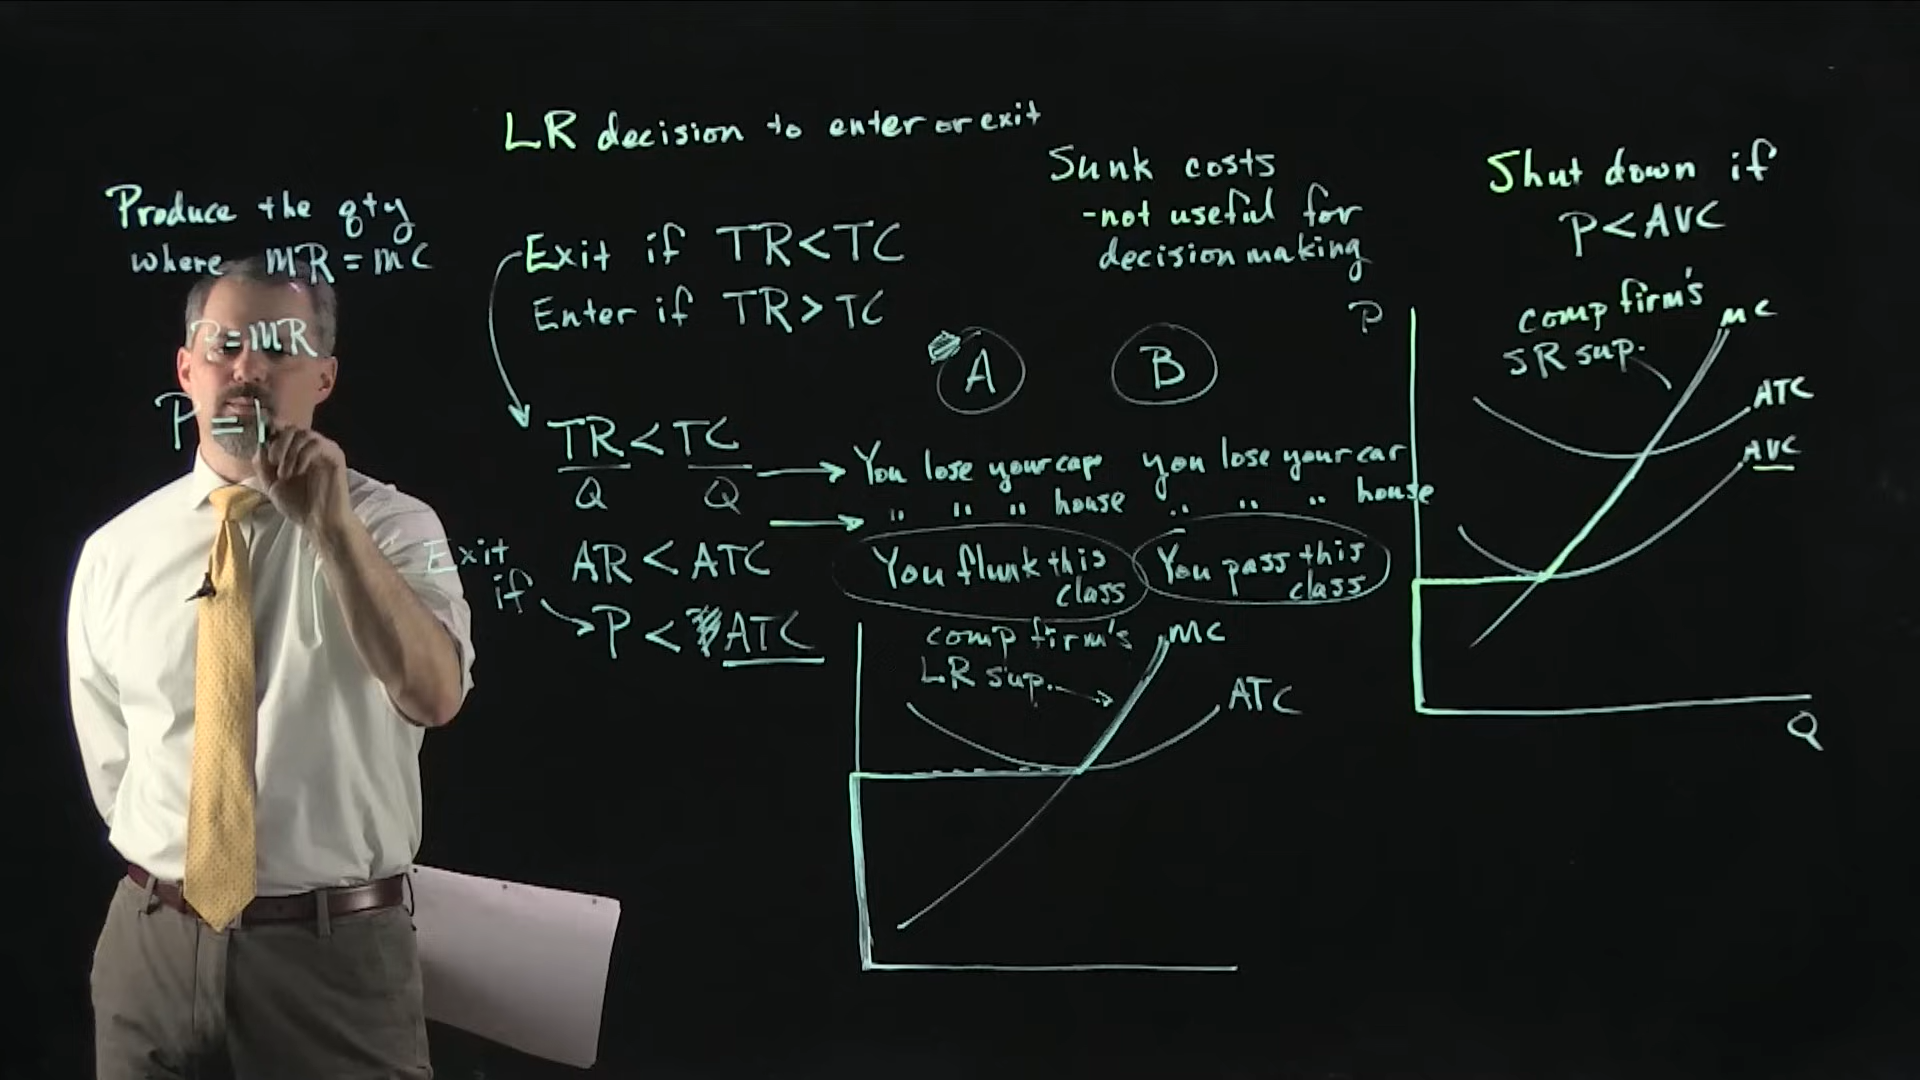 LR decision to enter or exit
Produce the qty
where MR = MC
P = MR
P =
Exit if TR < TC
Enter if TR > TC
TR < TC
Q Q
AR < ATC
Exit
if
P < ATC
Sunk costs
-not useful for
decision making
A
B
You lose your car
" " " house
You flunk this
class
you lose your car
" " " house
You pass this
class
comp firm's
LR sup.
MC
ATC
Shut down if
P < AVC
P
comp firm's
SR sup.
MC
ATC
AVC
Q